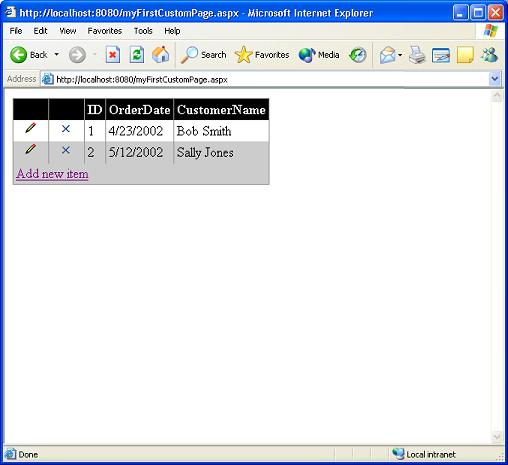 http://localhost:8080/myFirstCustomPage.aspx - Microsoft Internet Explorer
File Edit View Favorites Tools Help
Back Search Favorites Media
Address http://localhost:8080/myFirstCustomPage.aspx
ID OrderDate CustomerName
1 4/23/2002 Bob Smith
2 5/12/2002 Sally Jones
Add new item
Done Local intranet